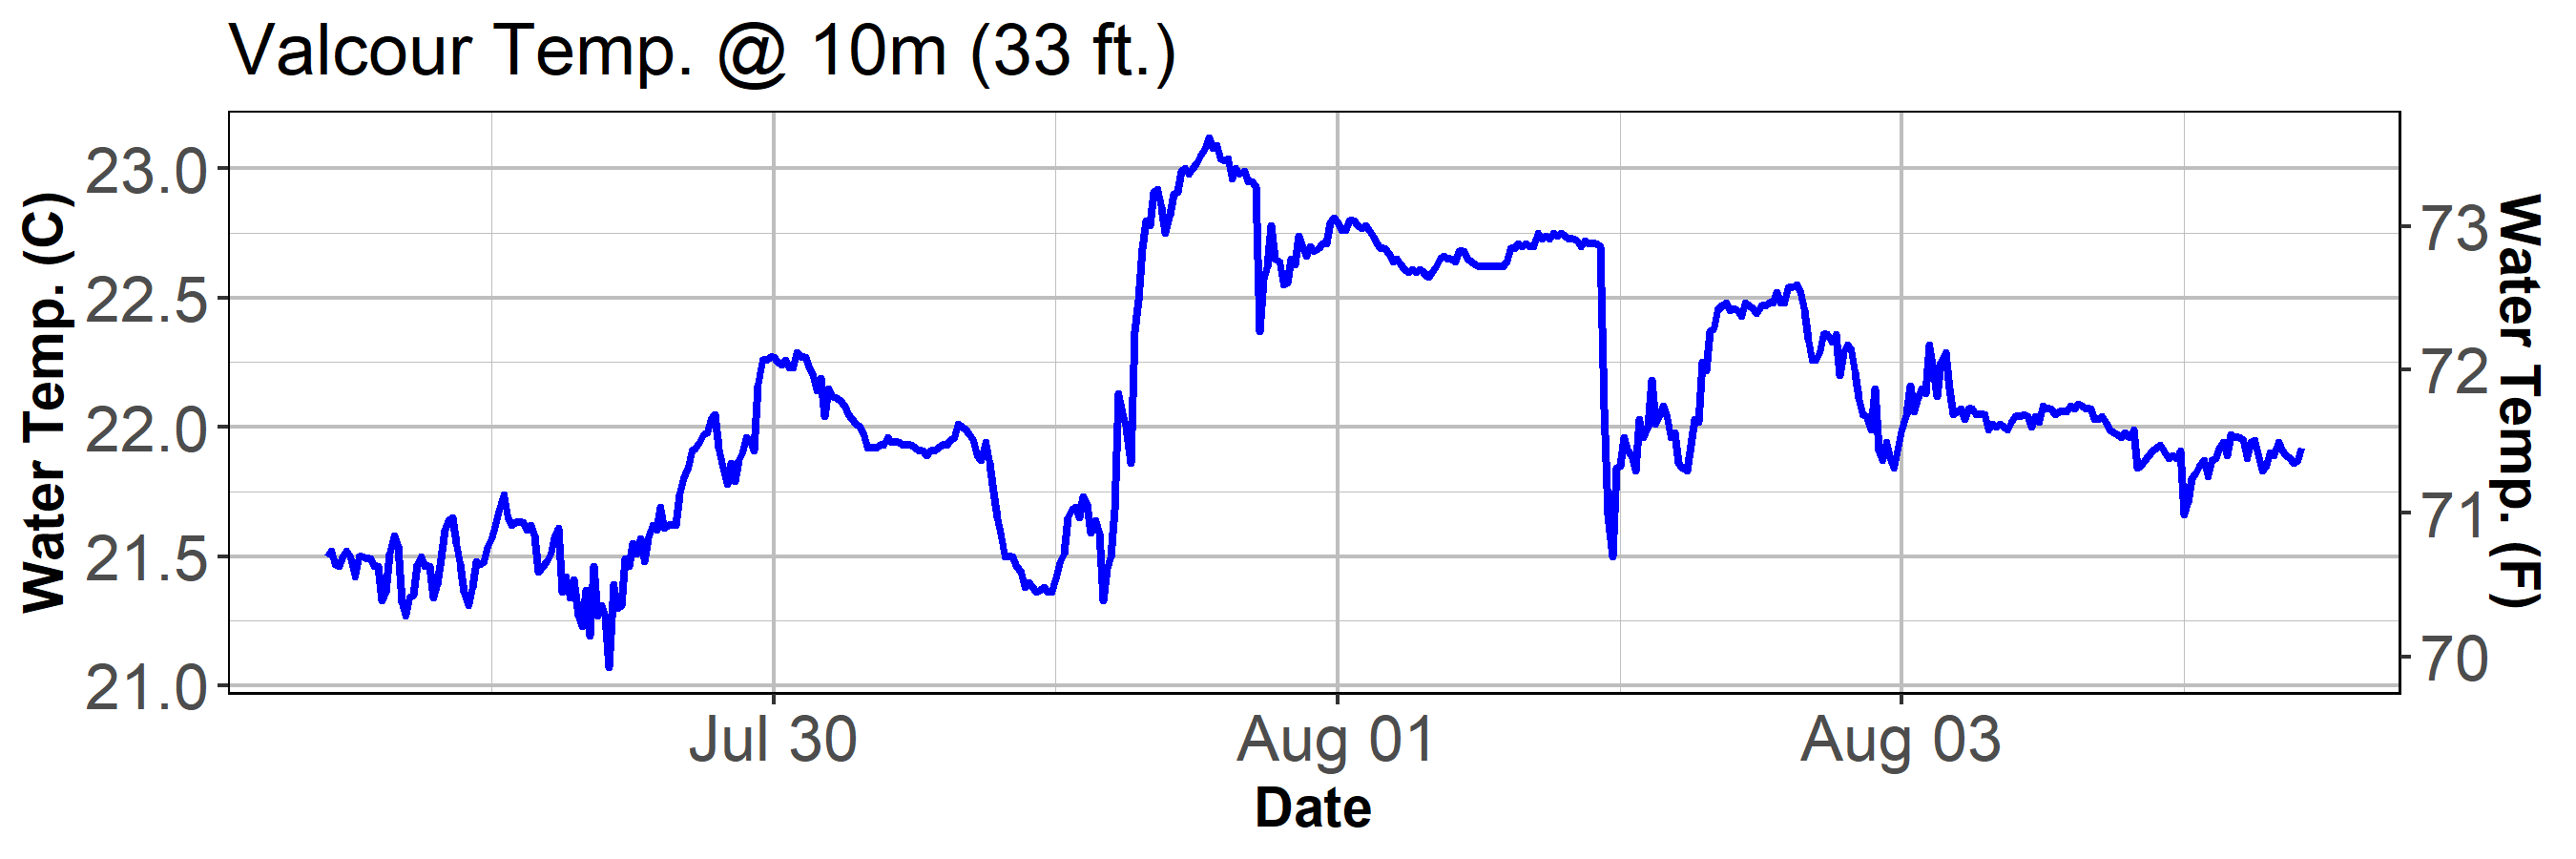 Valcour Temp. @ 10m (33 ft.)
Water Temp. (C)
23.0
22.5
22.0
21.5
21.0
73
72
71
70
Water Temp. (F)
Jul 30
Aug 01
Aug 03
Date